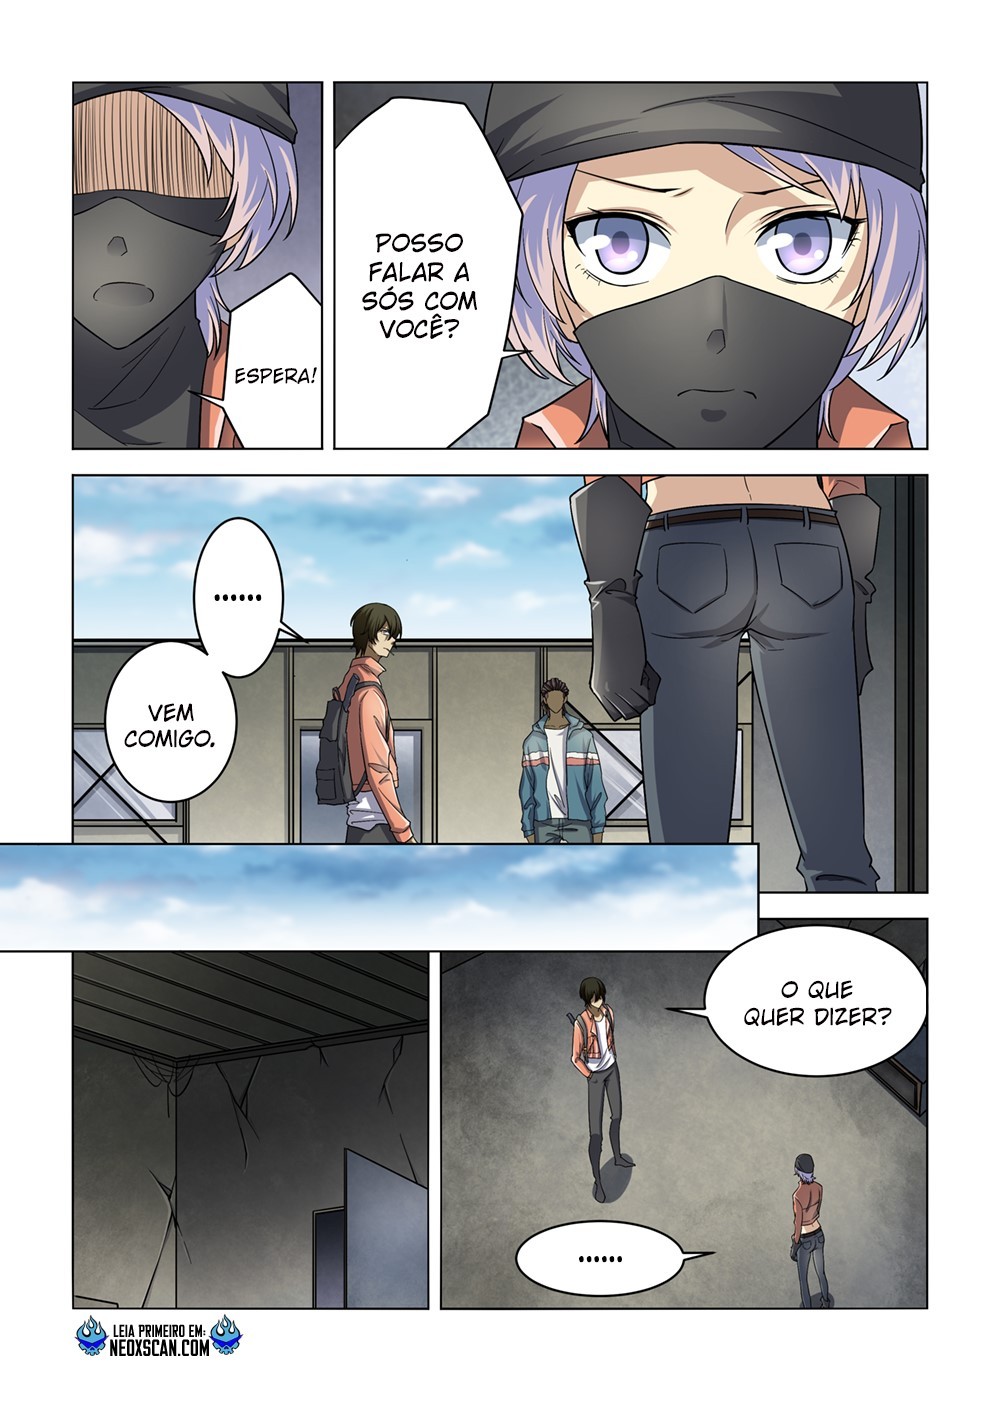 ESPERA!
POSSO
FALAR A
SÓS COM
VOCÊ?
......
VEM
COMIGO.
O QUE
QUER DIZER?
......
LEIA PRIMEIRO EM:
NEOXSCAN.COM